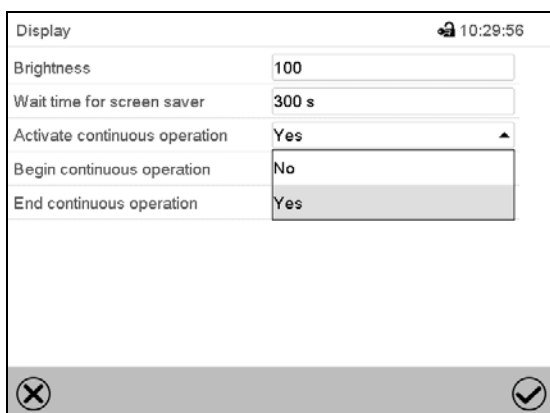 Display 10:29:56
Brightness 100
Wait time for screen saver 300 s
Activate continuous operation Yes
Begin continuous operation No
End continuous operation Yes